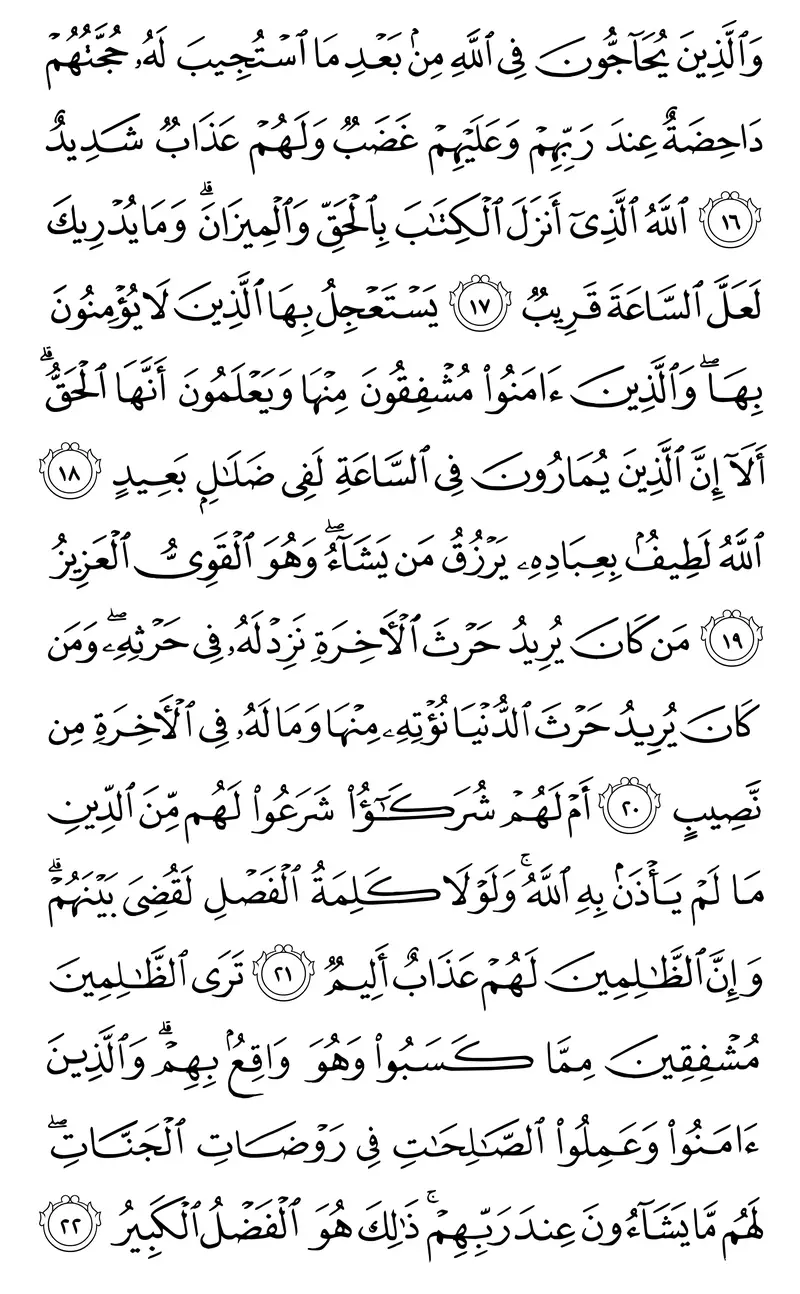 وَٱلَّذِينَ يُحَآجُّونَ فِى ٱللَّهِ مِنۢ بَعْدِ مَا ٱسْتُجِيبَ لَهُۥ حُجَّتُهُمْ
دَاحِضَةٌ عِندَ رَبِّهِمْ وَعَلَيْهِمْ غَضَبٌ وَلَهُمْ عَذَابٌ شَدِيدٌ
١٦ ٱللَّهُ ٱلَّذِىٓ أَنزَلَ ٱلْكِتَٰبَ بِٱلْحَقِّ وَٱلْمِيزَانَ ۗ وَمَا يُدْرِيكَ
لَعَلَّ ٱلسَّاعَةَ قَرِيبٌ ١٧ يَسْتَعْجِلُ بِهَا ٱلَّذِينَ لَا يُؤْمِنُونَ
بِهَا ۖ وَٱلَّذِينَ ءَامَنُوا۟ مُشْفِقُونَ مِنْهَا وَيَعْلَمُونَ أَنَّهَا ٱلْحَقُّ ۗ
أَلَآ إِنَّ ٱلَّذِينَ يُمَارُونَ فِى ٱلسَّاعَةِ لَفِى ضَلَٰلٍۭ بَعِيدٍ ١٨
ٱللَّهُ لَطِيفٌۢ بِعِبَادِهِۦ يَرْزُقُ مَن يَشَآءُ ۖ وَهُوَ ٱلْقَوِىُّ ٱلْعَزِيزُ
١٩ مَن كَانَ يُرِيدُ حَرْثَ ٱلْءَاخِرَةِ نَزِدْ لَهُۥ فِى حَرْثِهِۦ ۖ وَمَن
كَانَ يُرِيدُ حَرْثَ ٱلدُّنْيَا نُؤْتِهِۦ مِنْهَا وَمَا لَهُۥ فِى ٱلْءَاخِرَةِ مِن
نَّصِيبٍ ٢٠ أَمْ لَهُمْ شُرَكَٰٓؤُا۟ شَرَعُوا۟ لَهُم مِّنَ ٱلدِّينِ
مَا لَمْ يَأْذَنۢ بِهِ ٱللَّهُ ۚ وَلَوْلَا كَلِمَةُ ٱلْفَصْلِ لَقُضِىَ بَيْنَهُمْ ۗ
وَإِنَّ ٱلظَّٰلِمِينَ لَهُمْ عَذَابٌ أَلِيمٌ ٢١ تَرَى ٱلظَّٰلِمِينَ
مُشْفِقِينَ مِمَّا كَسَبُوا۟ وَهُوَ وَاقِعٌۢ بِهِمْ ۗ وَٱلَّذِينَ
ءَامَنُوا۟ وَعَمِلُوا۟ ٱلصَّٰلِحَٰتِ فِى رَوْضَاتِ ٱلْجَنَّاتِ ۖ
لَهُم مَّا يَشَآءُونَ عِندَ رَبِّهِمْ ۚ ذَٰلِكَ هُوَ ٱلْفَضْلُ ٱلْكَبِيرُ ٢٢